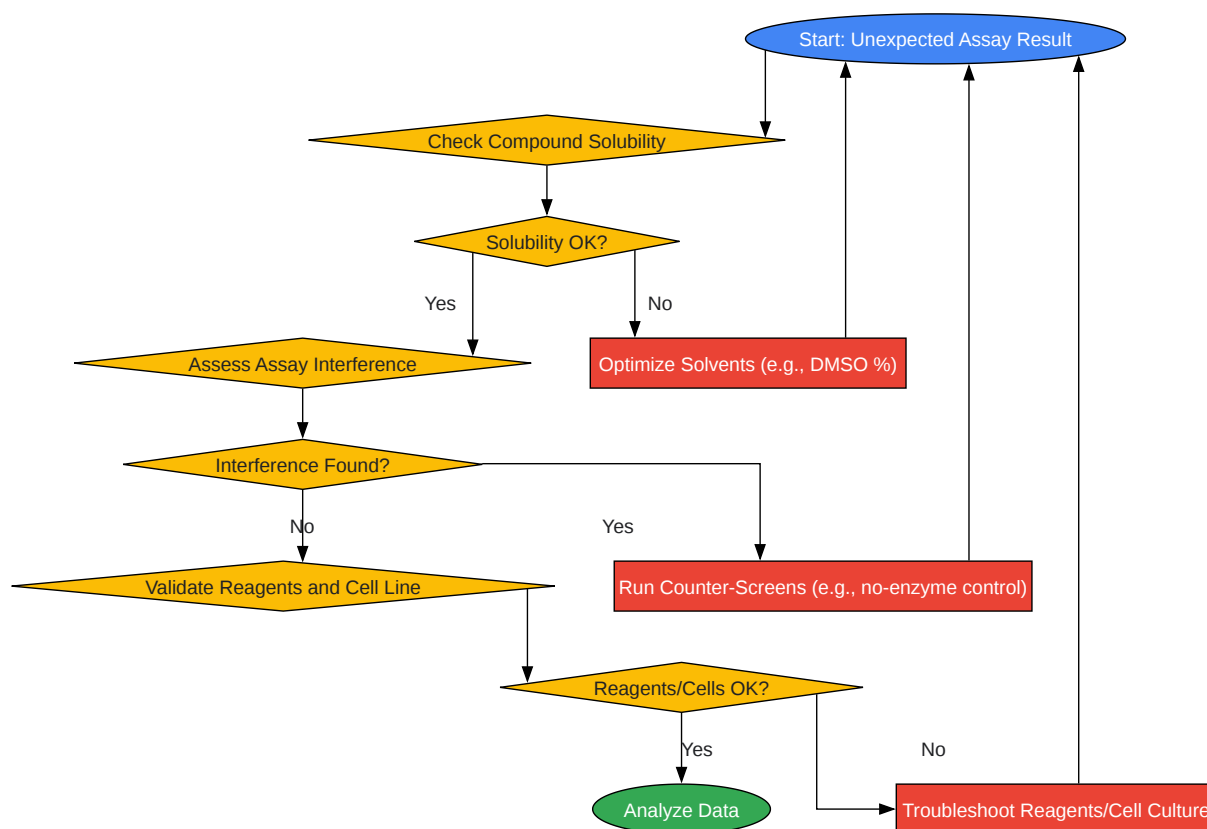 Start: Unexpected Assay Result
Check Compound Solubility
Solubility OK?
Yes
No
Assess Assay Interference
Optimize Solvents (e.g., DMSO %)
Interference Found?
No
Yes
Validate Reagents and Cell Line
Run Counter-Screens (e.g., no-enzyme control)
Reagents/Cells OK?
Yes
No
Analyze Data
Troubleshoot Reagents/Cell Culture